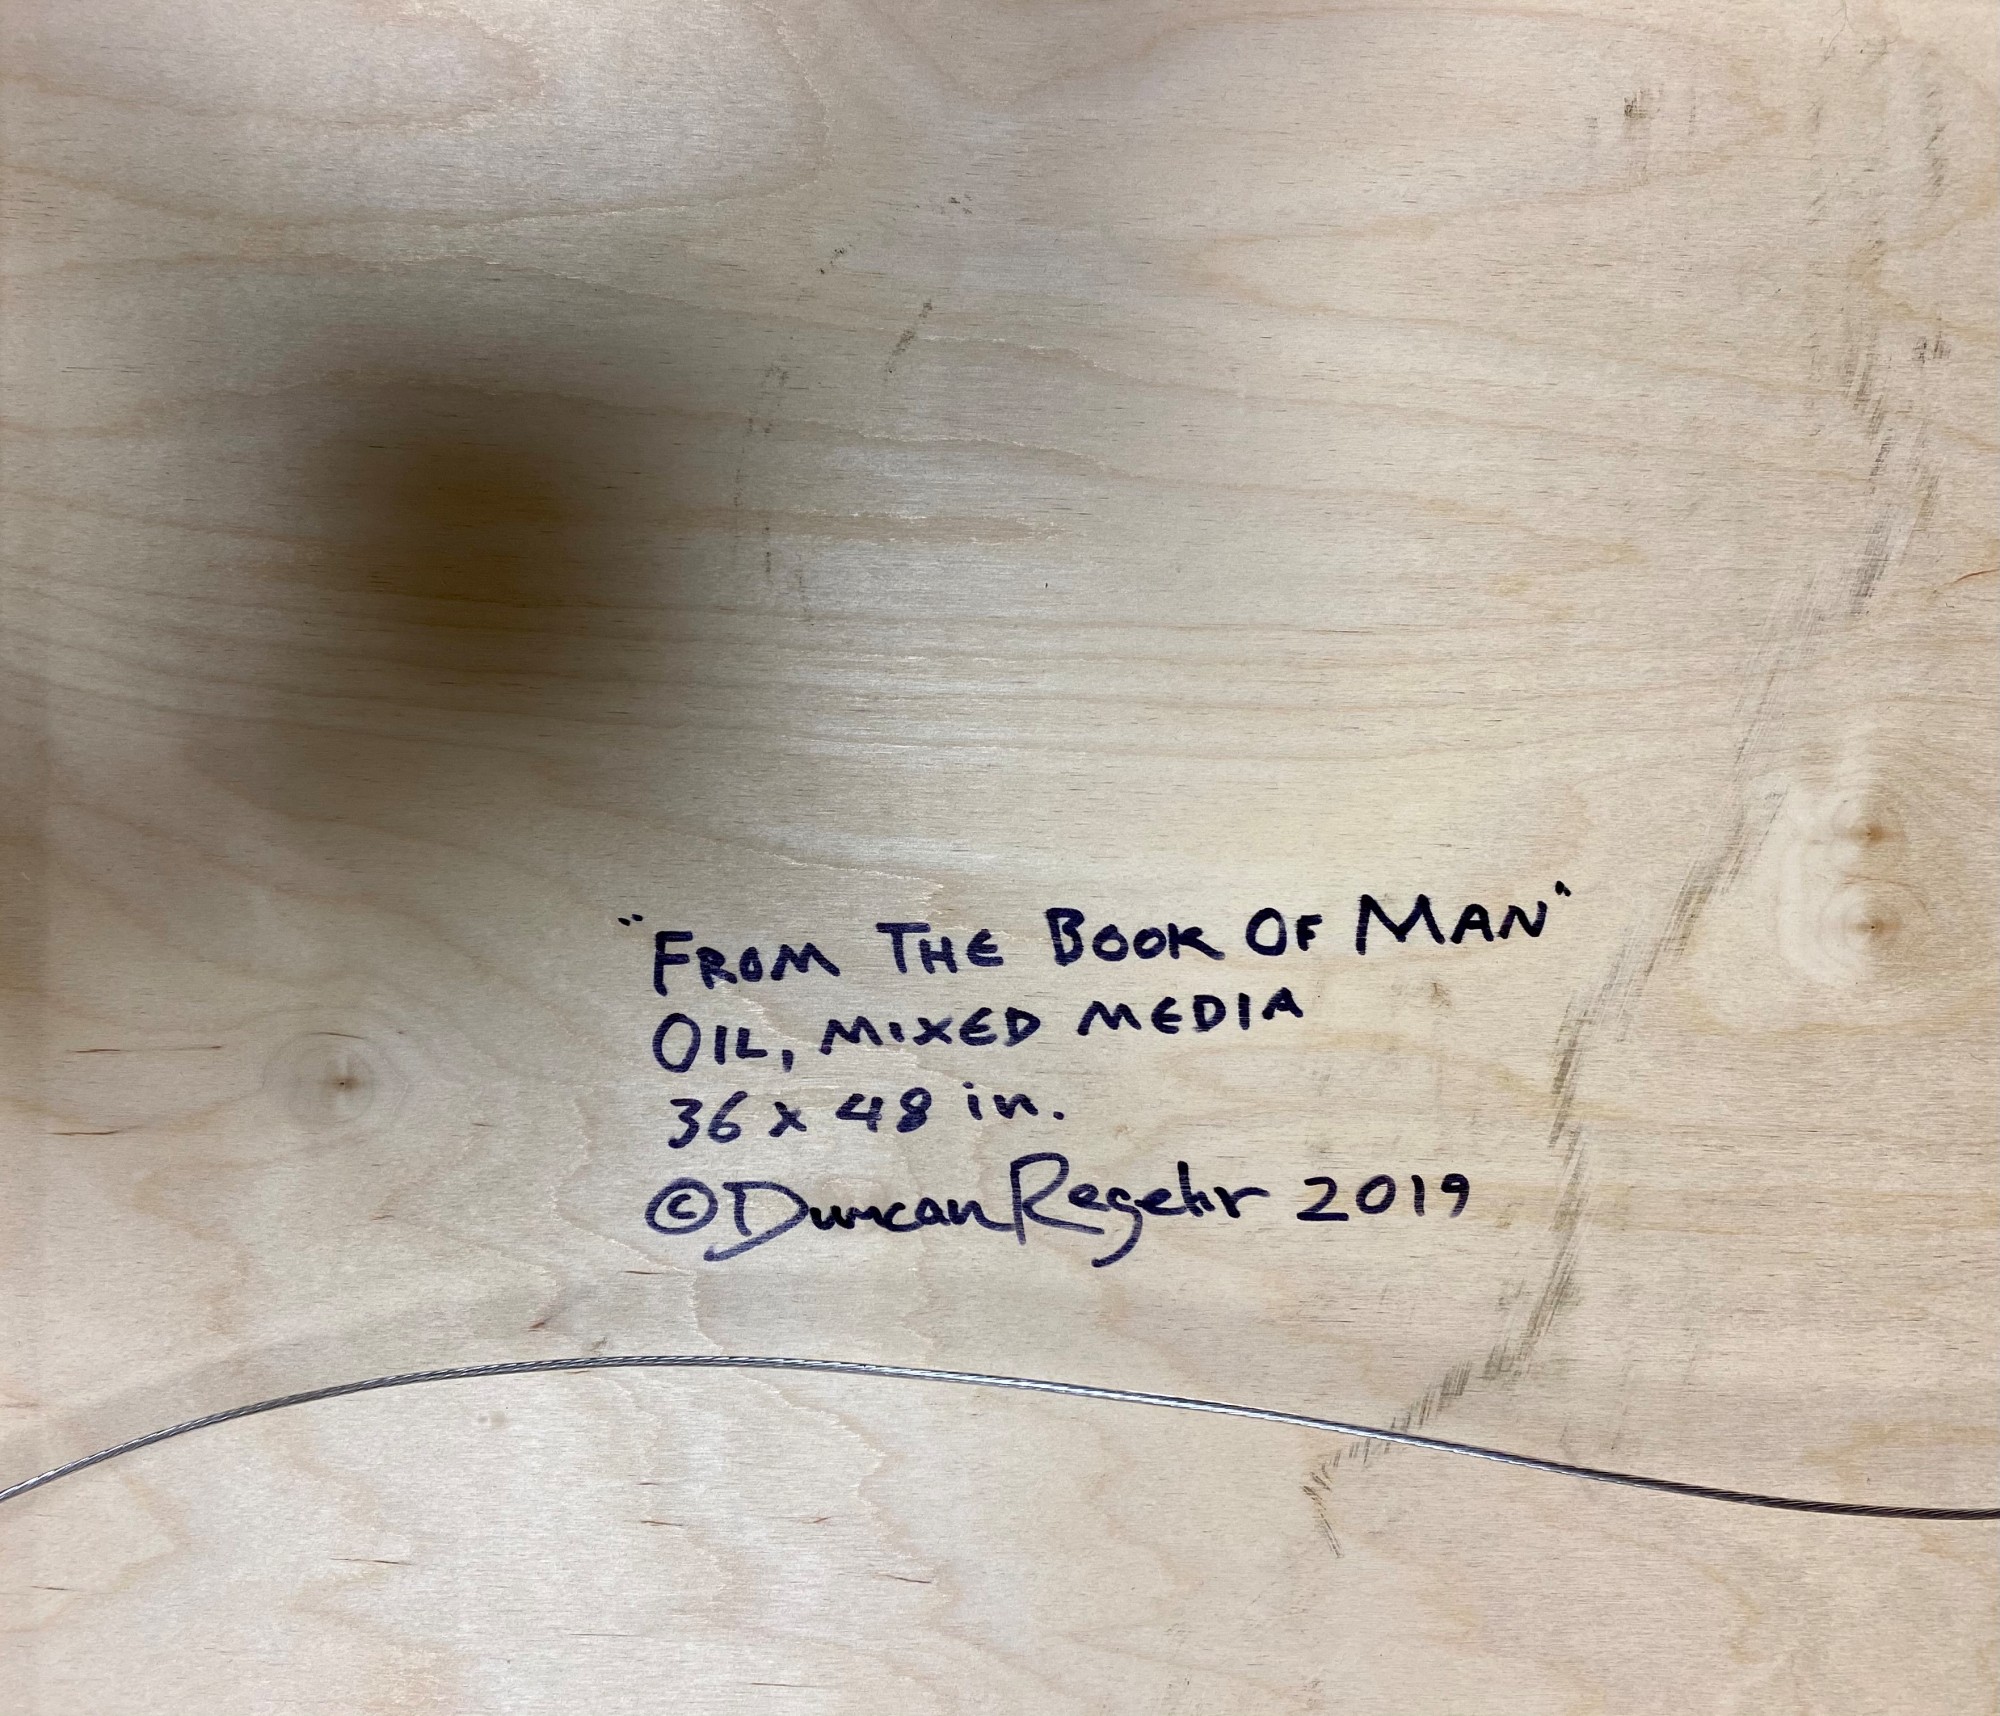 "FROM THE BOOK OF MAN"
OIL, MIXED MEDIA
36 x 48 in.
© Duncan Regehr 2019